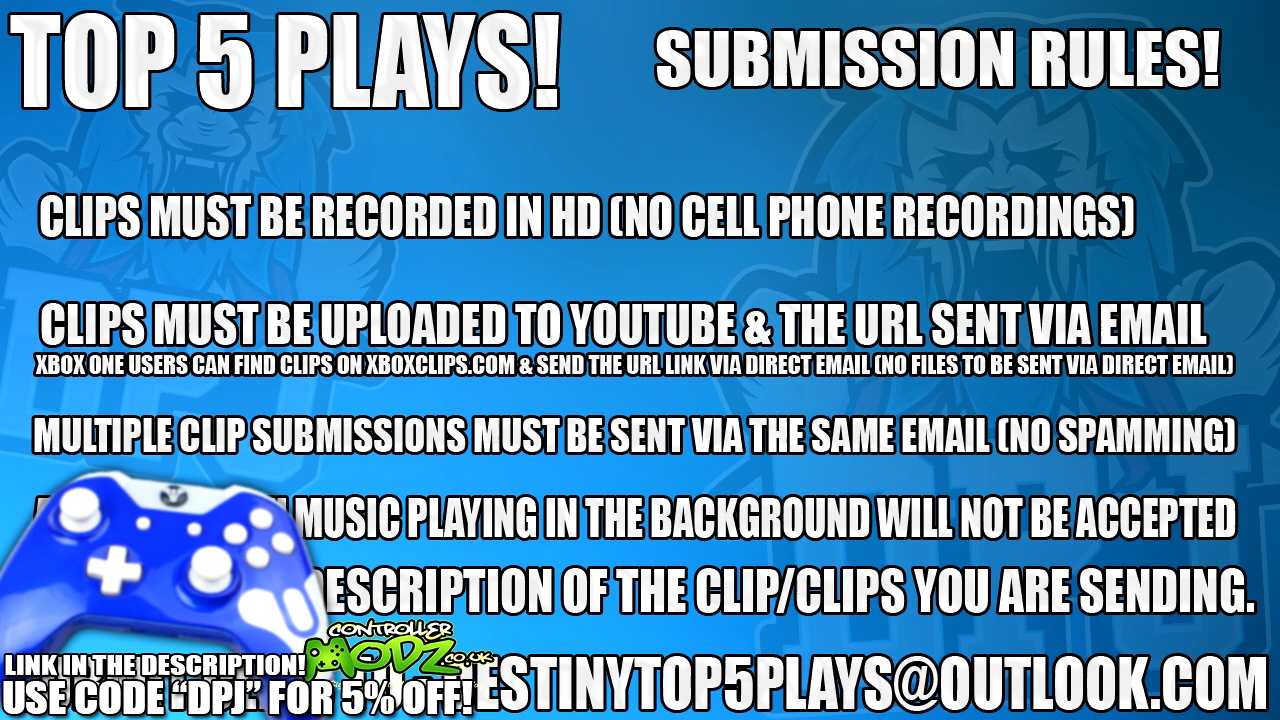 TOP 5 PLAYS!
SUBMISSION RULES!
CLIPS MUST BE RECORDED IN HD (NO CELL PHONE RECORDINGS)
CLIPS MUST BE UPLOADED TO YOUTUBE & THE URL SENT VIA EMAIL
XBOX ONE USERS CAN FIND CLIPS ON XBOXCLIPS.COM & SEND THE URL LINK VIA DIRECT EMAIL (NO FILES TO BE SENT VIA DIRECT EMAIL)
MULTIPLE CLIP SUBMISSIONS MUST BE SENT VIA THE SAME EMAIL (NO SPAMMING)
MUSIC PLAYING IN THE BACKGROUND WILL NOT BE ACCEPTED
ESCRIPTION OF THE CLIP/CLIPS YOU ARE SENDING.
CONTROLLER
MODZ.CO.UK
LINK IN THE DESCRIPTION!
ESTINYTOP5PLAYS@OUTLOOK.COM
USE CODE “DPJ” FOR 5% OFF!